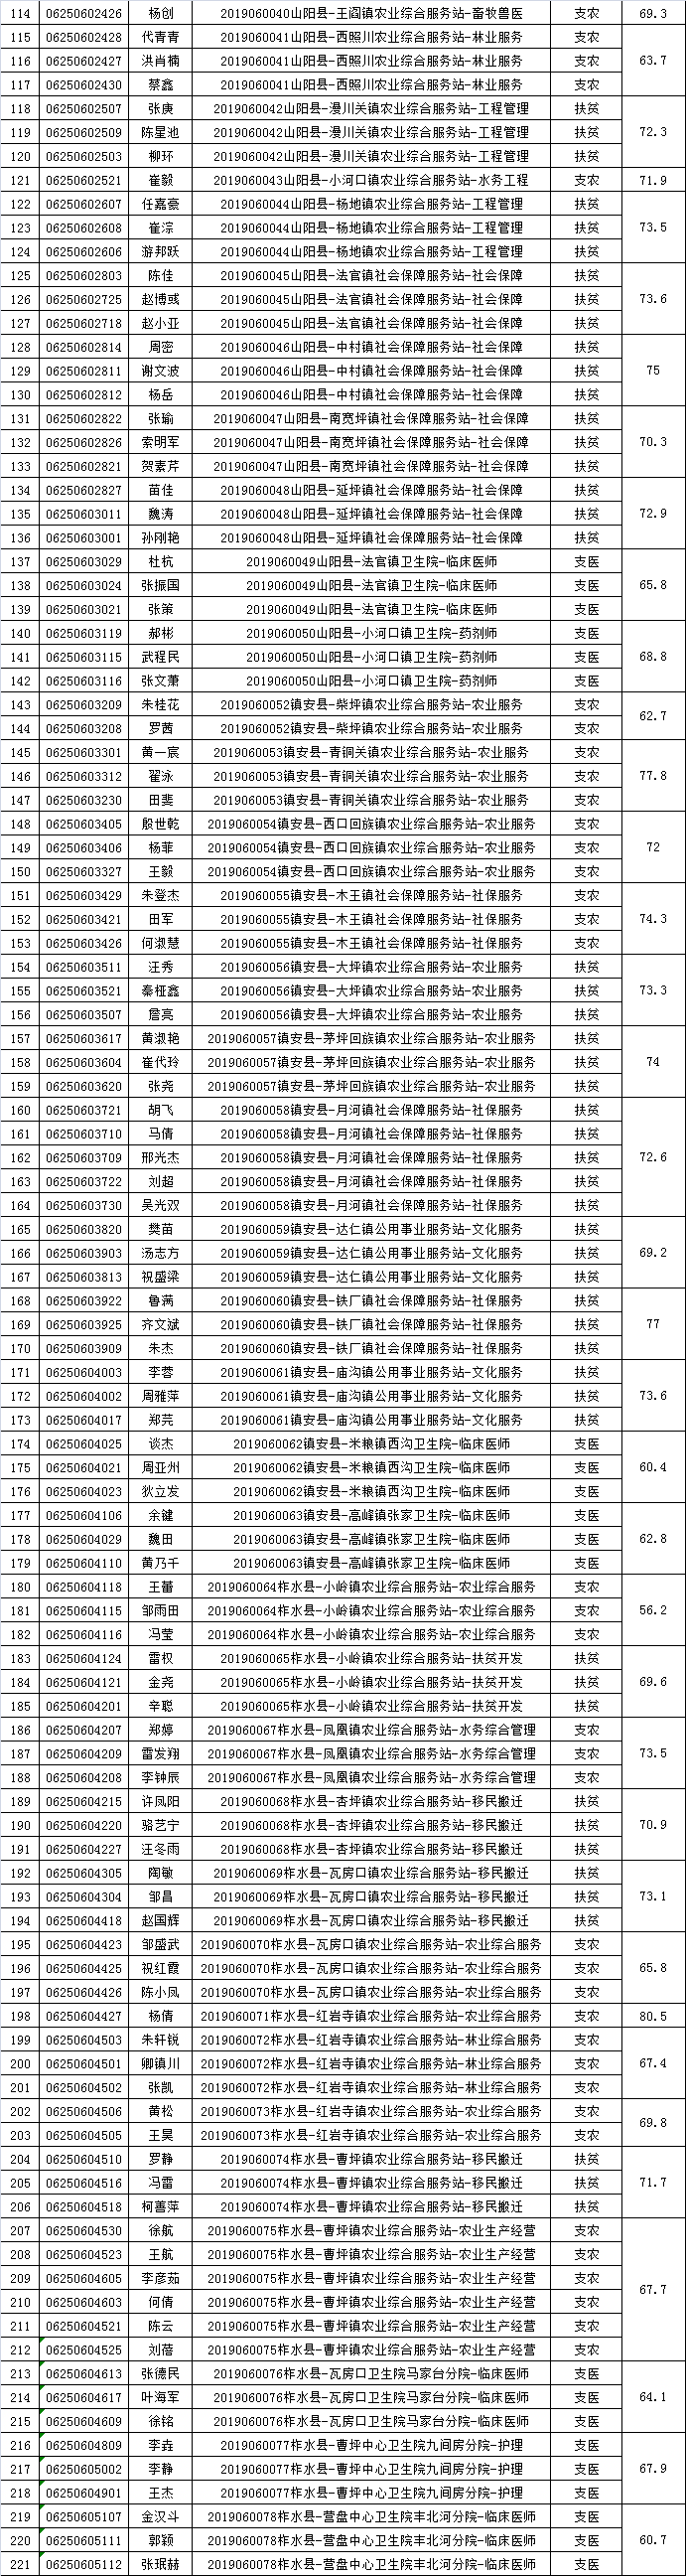 114 06250602426 杨创 2019060040山阳县-王阎镇农业综合服务站-畜牧兽医 支农 69.3
115 06250602428 代青青 2019060041山阳县-西照川农业综合服务站-林业服务 支农
116 06250602427 洪肖楠 2019060041山阳县-西照川农业综合服务站-林业服务 支农 63.7
117 06250602430 蔡鑫 2019060041山阳县-西照川农业综合服务站-林业服务 支农
118 06250602507 张庚 2019060042山阳县-漫川关镇农业综合服务站-工程管理 扶贫
119 06250602509 陈星池 2019060042山阳县-漫川关镇农业综合服务站-工程管理 扶贫 72.3
120 06250602503 柳环 2019060042山阳县-漫川关镇农业综合服务站-工程管理 扶贫
121 06250602521 崔毅 2019060043山阳县-小河口镇农业综合服务站-水务工程 支农 71.9
122 06250602607 任嘉豪 2019060044山阳县-杨地镇农业综合服务站-工程管理 扶贫
123 06250602608 崔淙 2019060044山阳县-杨地镇农业综合服务站-工程管理 扶贫 73.5
124 06250602606 游邦跃 2019060044山阳县-杨地镇农业综合服务站-工程管理 扶贫
125 06250602803 陈佳 2019060045山阳县-法官镇社会保障服务站-社会保障 扶贫
126 06250602725 赵博彧 2019060045山阳县-法官镇社会保障服务站-社会保障 扶贫 73.6
127 06250602718 赵小亚 2019060045山阳县-法官镇社会保障服务站-社会保障 扶贫
128 06250602814 周密 2019060046山阳县-中村镇社会保障服务站-社会保障 扶贫
129 06250602811 谢文波 2019060046山阳县-中村镇社会保障服务站-社会保障 扶贫 75
130 06250602812 杨岳 2019060046山阳县-中村镇社会保障服务站-社会保障 扶贫
131 06250602822 张瑜 2019060047山阳县-南宽坪镇社会保障服务站-社会保障 扶贫
132 06250602826 索明军 2019060047山阳县-南宽坪镇社会保障服务站-社会保障 扶贫 70.3
133 06250602821 贺素芹 2019060047山阳县-南宽坪镇社会保障服务站-社会保障 扶贫
134 06250602827 苗佳 2019060048山阳县-延坪镇社会保障服务站-社会保障 扶贫
135 06250603011 魏涛 2019060048山阳县-延坪镇社会保障服务站-社会保障 扶贫 72.9
136 06250603001 孙刚艳 2019060048山阳县-延坪镇社会保障服务站-社会保障 扶贫
137 06250603029 杜杭 2019060049山阳县-法官镇卫生院-临床医师 支医
138 06250603024 张振国 2019060049山阳县-法官镇卫生院-临床医师 支医 65.8
139 06250603021 张策 2019060049山阳县-法官镇卫生院-临床医师 支医
140 06250603119 郝彬 2019060050山阳县-小河口镇卫生院-药剂师 支医
141 06250603115 武程民 2019060050山阳县-小河口镇卫生院-药剂师 支医 68.8
142 06250603116 张文萧 2019060050山阳县-小河口镇卫生院-药剂师 支医
143 06250603209 朱桂花 2019060052镇安县-柴坪镇农业综合服务站-农业服务 支农 62.7
144 06250603208 罗茜 2019060052镇安县-柴坪镇农业综合服务站-农业服务 支农
145 06250603301 黄一宸 2019060053镇安县-青铜关镇农业综合服务站-农业服务 支农
146 06250603312 翟泳 2019060053镇安县-青铜关镇农业综合服务站-农业服务 支农 77.8
147 06250603230 田斐 2019060053镇安县-青铜关镇农业综合服务站-农业服务 支农
148 06250603405 殷世乾 2019060054镇安县-西口回族镇农业综合服务站-农业服务 支农
149 06250603406 杨菲 2019060054镇安县-西口回族镇农业综合服务站-农业服务 支农 72
150 06250603327 王毅 2019060054镇安县-西口回族镇农业综合服务站-农业服务 支农
151 06250603429 朱登杰 2019060055镇安县-木王镇社会保障服务站-社保服务 支农
152 06250603421 田军 2019060055镇安县-木王镇社会保障服务站-社保服务 支农 74.3
153 06250603426 何淑慧 2019060055镇安县-木王镇社会保障服务站-社保服务 支农
154 06250603511 汪秀 2019060056镇安县-大坪镇农业综合服务站-农业服务 扶贫
155 06250603521 秦桠鑫 2019060056镇安县-大坪镇农业综合服务站-农业服务 扶贫 73.3
156 06250603507 詹亮 2019060056镇安县-大坪镇农业综合服务站-农业服务 扶贫
157 06250603617 黄淑艳 2019060057镇安县-茅坪回族镇农业综合服务站-农业服务 扶贫
158 06250603604 崔代玲 2019060057镇安县-茅坪回族镇农业综合服务站-农业服务 扶贫 74
159 06250603620 张尧 2019060057镇安县-茅坪回族镇农业综合服务站-农业服务 扶贫
160 06250603721 胡飞 2019060058镇安县-月河镇社会保障服务站-社保服务 扶贫
161 06250603710 马倩 2019060058镇安县-月河镇社会保障服务站-社保服务 扶贫
162 06250603709 邢光杰 2019060058镇安县-月河镇社会保障服务站-社保服务 扶贫 72.6
163 06250603722 刘超 2019060058镇安县-月河镇社会保障服务站-社保服务 扶贫
164 06250603730 吴光双 2019060058镇安县-月河镇社会保障服务站-社保服务 扶贫
165 06250603820 樊苗 2019060059镇安县-达仁镇公用事业服务站-文化服务 扶贫
166 06250603903 汤志方 2019060059镇安县-达仁镇公用事业服务站-文化服务 扶贫 69.2
167 06250603813 祝盛梁 2019060059镇安县-达仁镇公用事业服务站-文化服务 扶贫
168 06250603922 鲁满 2019060060镇安县-铁厂镇社会保障服务站-社保服务 扶贫
169 06250603925 齐文斌 2019060060镇安县-铁厂镇社会保障服务站-社保服务 扶贫 77
170 06250603909 朱杰 2019060060镇安县-铁厂镇社会保障服务站-社保服务 扶贫
171 06250604003 李蓉 2019060061镇安县-庙沟镇公用事业服务站-文化服务 扶贫
172 06250604002 周雅萍 2019060061镇安县-庙沟镇公用事业服务站-文化服务 扶贫 73.6
173 06250604017 郑芫 2019060061镇安县-庙沟镇公用事业服务站-文化服务 扶贫
174 06250604025 谈杰 2019060062镇安县-米粮镇西沟卫生院-临床医师 支医
175 06250604021 周亚州 2019060062镇安县-米粮镇西沟卫生院-临床医师 支医 60.4
176 06250604023 狄立发 2019060062镇安县-米粮镇西沟卫生院-临床医师 支医
177 06250604106 余键 2019060063镇安县-高峰镇张家卫生院-临床医师 支医
178 06250604029 魏田 2019060063镇安县-高峰镇张家卫生院-临床医师 支医 62.8
179 06250604110 黄乃千 2019060063镇安县-高峰镇张家卫生院-临床医师 支医
180 06250604118 王蕾 2019060064柞水县-小岭镇农业综合服务站-农业综合服务 支农
181 06250604115 邹雨田 2019060064柞水县-小岭镇农业综合服务站-农业综合服务 支农 56.2
182 06250604116 冯莹 2019060064柞水县-小岭镇农业综合服务站-农业综合服务 支农
183 06250604124 雷权 2019060065柞水县-小岭镇农业综合服务站-扶贫开发 扶贫
184 06250604121 金尧 2019060065柞水县-小岭镇农业综合服务站-扶贫开发 扶贫 69.6
185 06250604201 辛聪 2019060065柞水县-小岭镇农业综合服务站-扶贫开发 扶贫
186 06250604207 郑婷 2019060067柞水县-凤凰镇农业综合服务站-水务综合管理 支农
187 06250604209 雷发翔 2019060067柞水县-凤凰镇农业综合服务站-水务综合管理 支农 73.5
188 06250604208 李钟辰 2019060067柞水县-凤凰镇农业综合服务站-水务综合管理 支农
189 06250604215 许凤阳 2019060068柞水县-杏坪镇农业综合服务站-移民搬迁 扶贫
190 06250604220 骆艺宁 2019060068柞水县-杏坪镇农业综合服务站-移民搬迁 扶贫 70.9
191 06250604227 汪冬雨 2019060068柞水县-杏坪镇农业综合服务站-移民搬迁 扶贫
192 06250604305 陶敏 2019060069柞水县-瓦房口镇农业综合服务站-移民搬迁 扶贫
193 06250604304 邹昌 2019060069柞水县-瓦房口镇农业综合服务站-移民搬迁 扶贫 73.1
194 06250604418 赵国辉 2019060069柞水县-瓦房口镇农业综合服务站-移民搬迁 扶贫
195 06250604423 邹盛武 2019060070柞水县-瓦房口镇农业综合服务站-农业综合服务 支农
196 06250604425 祝红霞 2019060070柞水县-瓦房口镇农业综合服务站-农业综合服务 支农 65.8
197 06250604426 陈小凤 2019060070柞水县-瓦房口镇农业综合服务站-农业综合服务 支农
198 06250604427 杨倩 2019060071柞水县-红岩寺镇农业综合服务站-农业综合服务 支农 80.5
199 06250604503 朱轩锐 2019060072柞水县-红岩寺镇农业综合服务站-林业综合服务 支农
200 06250604501 卿镇川 2019060072柞水县-红岩寺镇农业综合服务站-林业综合服务 支农 67.4
201 06250604502 张凯 2019060072柞水县-红岩寺镇农业综合服务站-林业综合服务 支农
202 06250604506 黄松 2019060073柞水县-红岩寺镇农业综合服务站-农业综合服务 支农 69.8
203 06250604505 王昊 2019060073柞水县-红岩寺镇农业综合服务站-农业综合服务 支农
204 06250604510 罗静 2019060074柞水县-曹坪镇农业综合服务站-移民搬迁 扶贫
205 06250604516 冯雷 2019060074柞水县-曹坪镇农业综合服务站-移民搬迁 扶贫 71.7
206 06250604518 柯善萍 2019060074柞水县-曹坪镇农业综合服务站-移民搬迁 扶贫
207 06250604530 徐航 2019060075柞水县-曹坪镇农业综合服务站-农业生产经营 支农
208 06250604523 王航 2019060075柞水县-曹坪镇农业综合服务站-农业生产经营 支农
209 06250604605 李彦茹 2019060075柞水县-曹坪镇农业综合服务站-农业生产经营 支农 67.7
210 06250604603 何倩 2019060075柞水县-曹坪镇农业综合服务站-农业生产经营 支农
211 06250604521 陈云 2019060075柞水县-曹坪镇农业综合服务站-农业生产经营 支农
212 06250604525 刘蓓 2019060075柞水县-曹坪镇农业综合服务站-农业生产经营 支农
213 06250604613 张德民 2019060076柞水县-瓦房口卫生院马家台分院-临床医师 支医
214 06250604617 叶海军 2019060076柞水县-瓦房口卫生院马家台分院-临床医师 支医 64.1
215 06250604609 徐铭 2019060076柞水县-瓦房口卫生院马家台分院-临床医师 支医
216 06250604809 李垚 2019060077柞水县-曹坪中心卫生院九间房分院-护理 支医
217 06250605002 李静 2019060077柞水县-曹坪中心卫生院九间房分院-护理 支医 67.9
218 06250604901 王杰 2019060077柞水县-曹坪中心卫生院九间房分院-护理 支医
219 06250605107 金汉斗 2019060078柞水县-营盘中心卫生院丰北河分院-临床医师 支医
220 06250605111 郭颖 2019060078柞水县-营盘中心卫生院丰北河分院-临床医师 支医 60.7
221 06250605112 张珉赫 2019060078柞水县-营盘中心卫生院丰北河分院-临床医师 支医